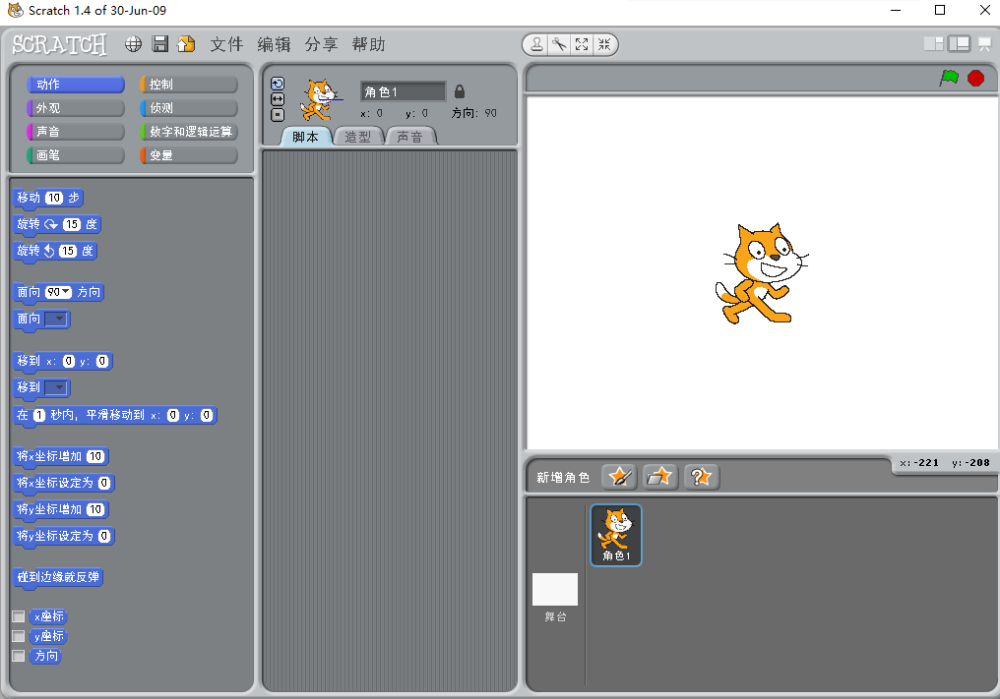 Scratch 1.4 of 30-Jun-09
SCRATCH 文件 编辑 分享 帮助
动作 控制
外观 侦测
声音 数字和逻辑运算
画笔 变量
角色1
x: 0 y: 0 方向: 90
脚本 造型 声音
移动 10 步
旋转 15 度
旋转 15 度
面向 90 方向
面向
移到 x: 0 y: 0
移到
在 1 秒内, 平滑移动到 x: 0 y: 0
将x坐标增加 10
将x坐标设定为 0
将y坐标增加 10
将y坐标设定为 0
碰到边缘就反弹
x座标
y座标
方向
x: -221 y: -208
新增角色
角色1
舞台